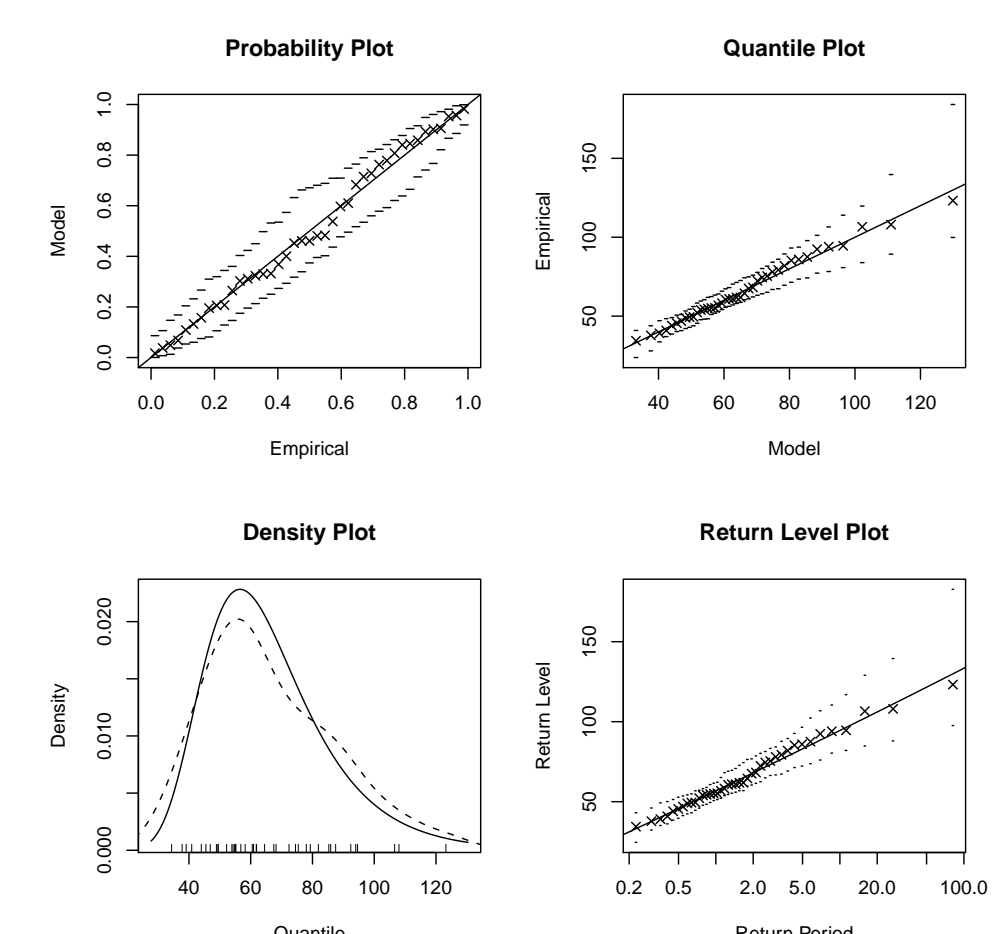 Probability Plot
Model
0.0 0.2 0.4 0.6 0.8 1.0
0.0 0.2 0.4 0.6 0.8 1.0
Empirical
Quantile Plot
Empirical
50 100 150
40 60 80 100 120
Model
Density Plot
Density
0.000 0.010 0.020
40 60 80 100 120
Quantile
Return Level Plot
Return Level
50 100 150
0.2 0.5 2.0 5.0 20.0 100.0
Return Period